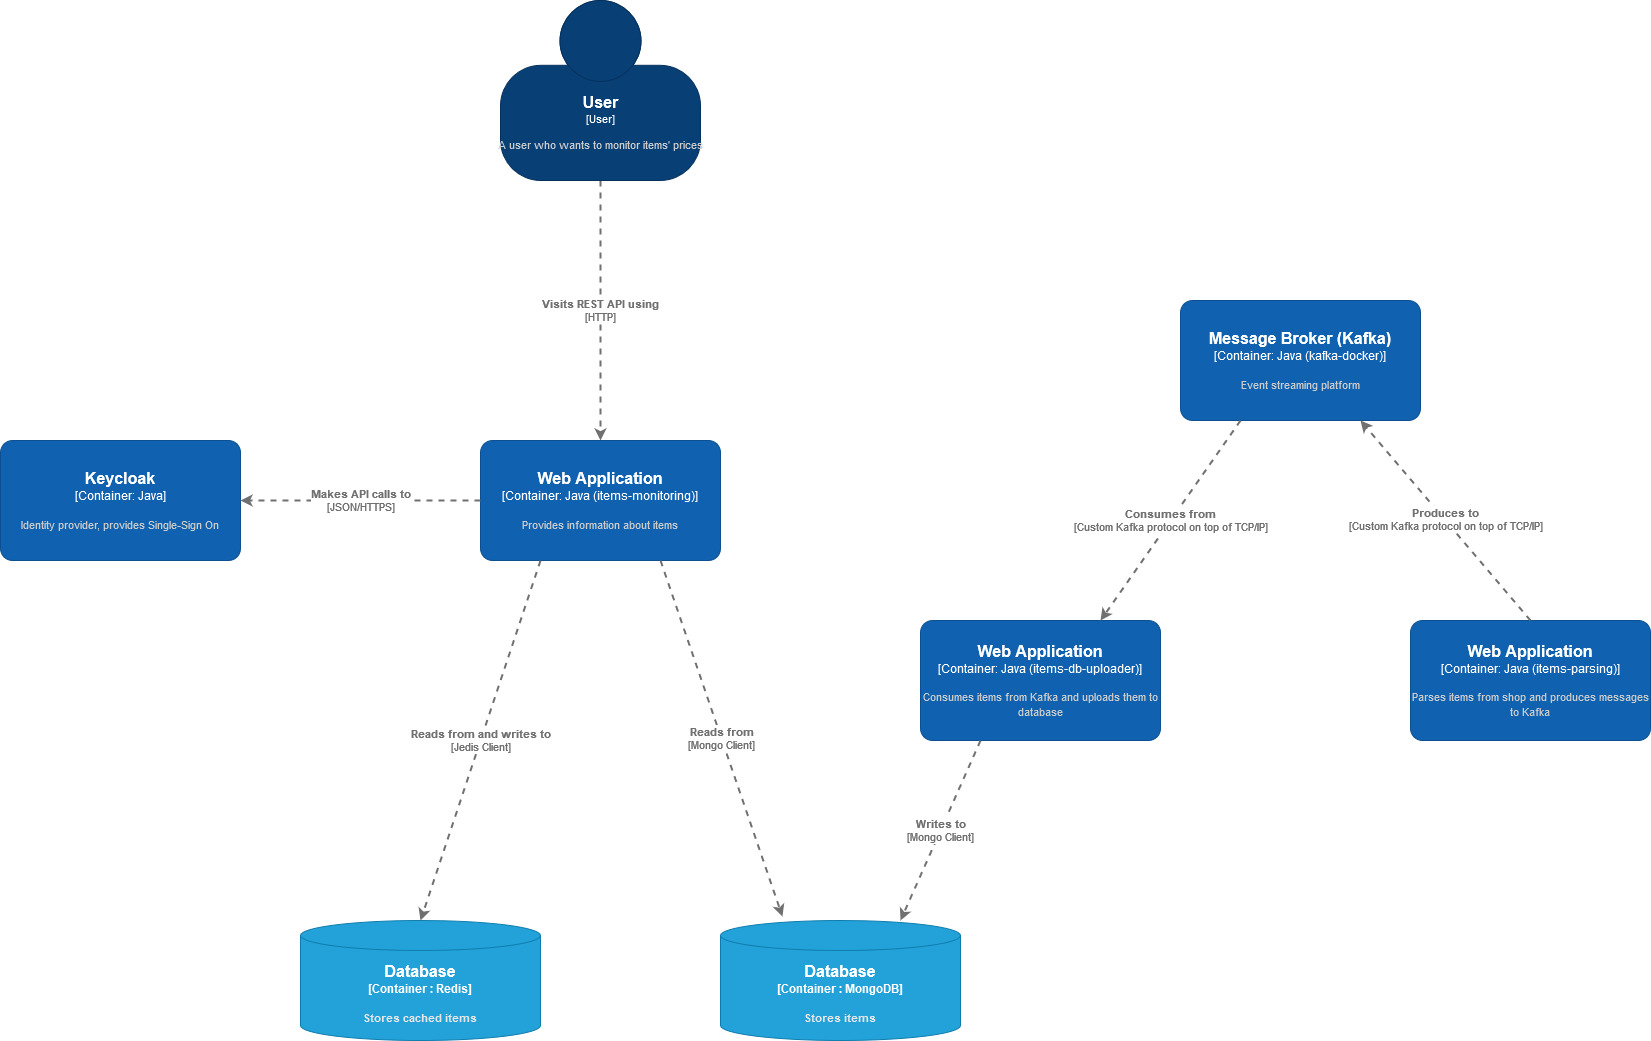 User
[User]
A user who wants to monitor items' prices
Visits REST API using
[HTTP]
Message Broker (Kafka)
[Container: Java (kafka-docker)]
Event streaming platform
Keycloak
[Container: Java]
Identity provider, provides Single-Sign On
Makes API calls to
[JSON/HTTPS]
Web Application
[Container: Java (items-monitoring)]
Provides information about items
Consumes from
[Custom Kafka protocol on top of TCP/IP]
Produces to
[Custom Kafka protocol on top of TCP/IP]
Web Application
[Container: Java (items-db-uploader)]
Consumes items from Kafka and uploads them to
database
Web Application
[Container: Java (items-parsing)]
Parses items from shop and produces messages
to Kafka
Reads from and writes to
[Jedis Client]
Reads from
[Mongo Client]
Writes to
[Mongo Client]
Database
[Container : Redis]
Stores cached items
Database
[Container : MongoDB]
Stores items